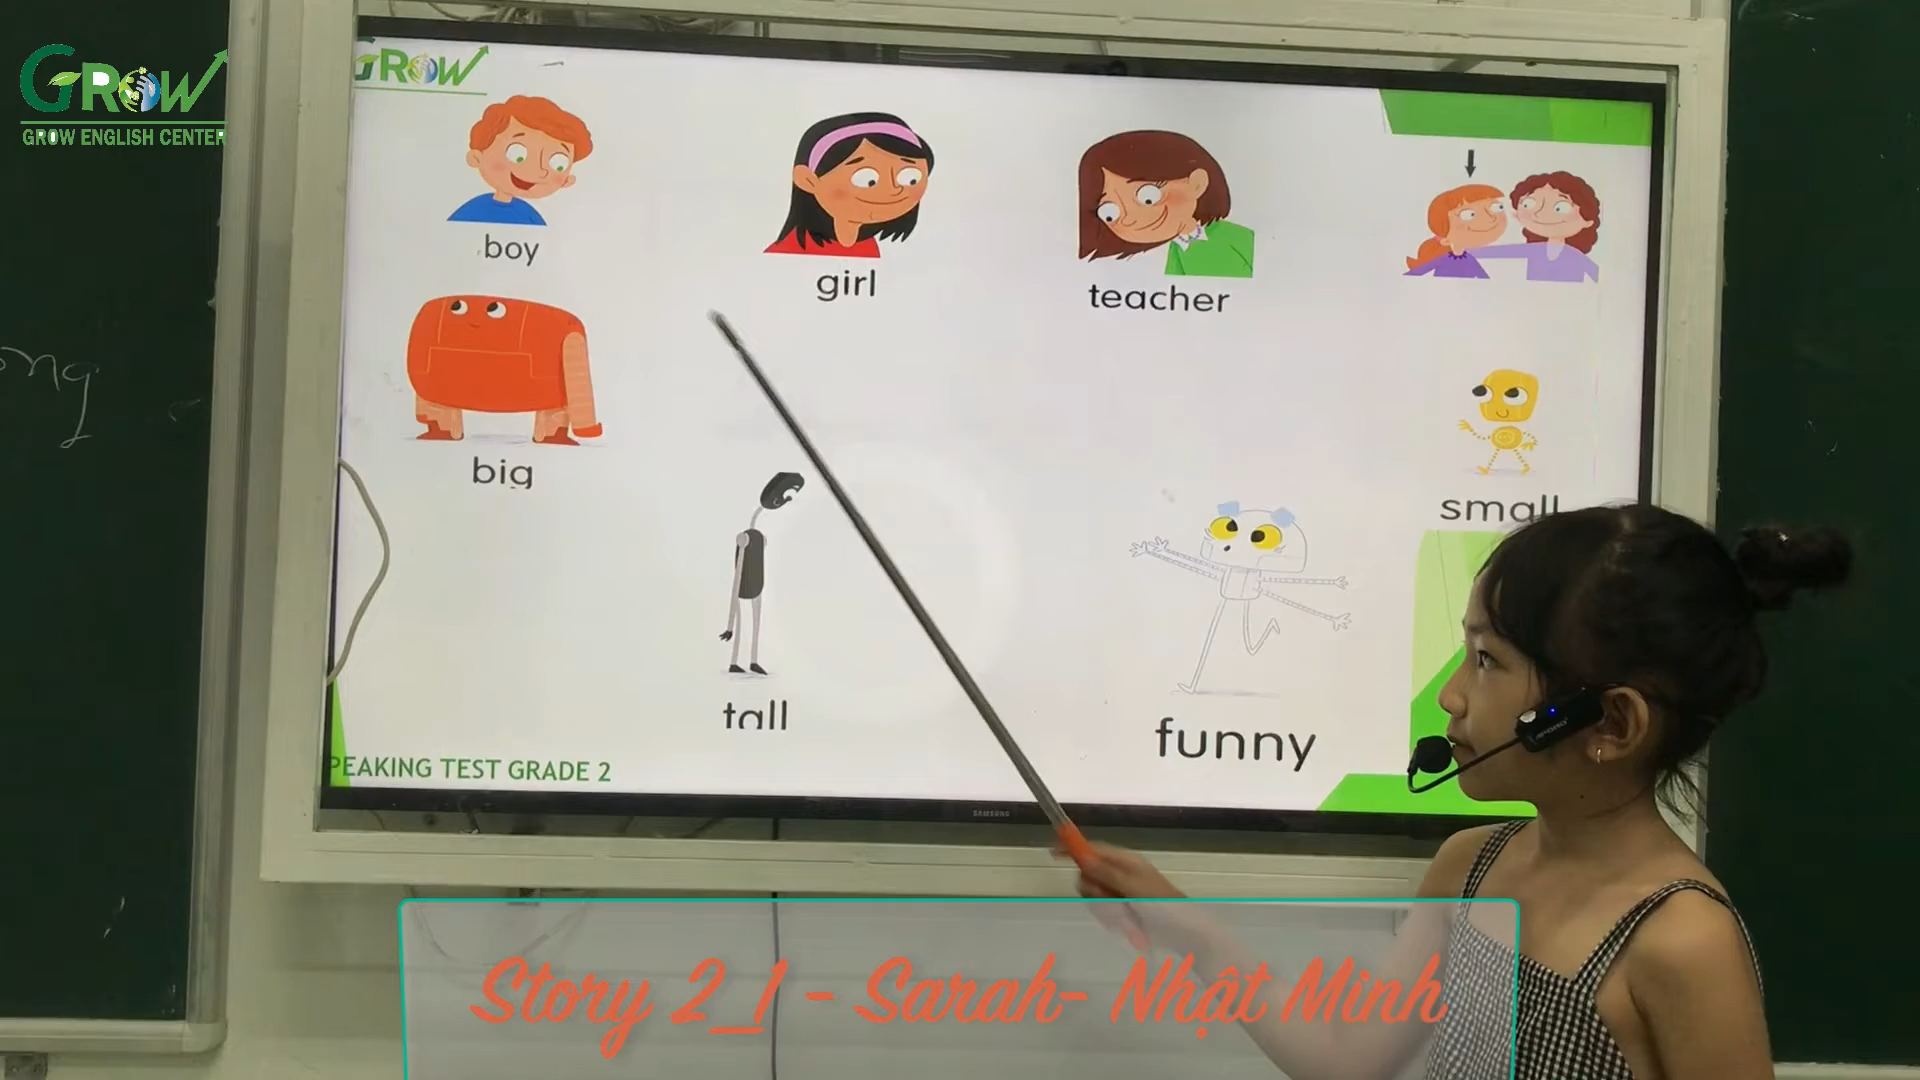 GROW
GROW ENGLISH CENTER
GROW
boy
girl
teacher
big
small
tall
funny
PEAKING TEST GRADE 2
SAMSUNG
Story 2_1 - Sarah- Nhật Minh